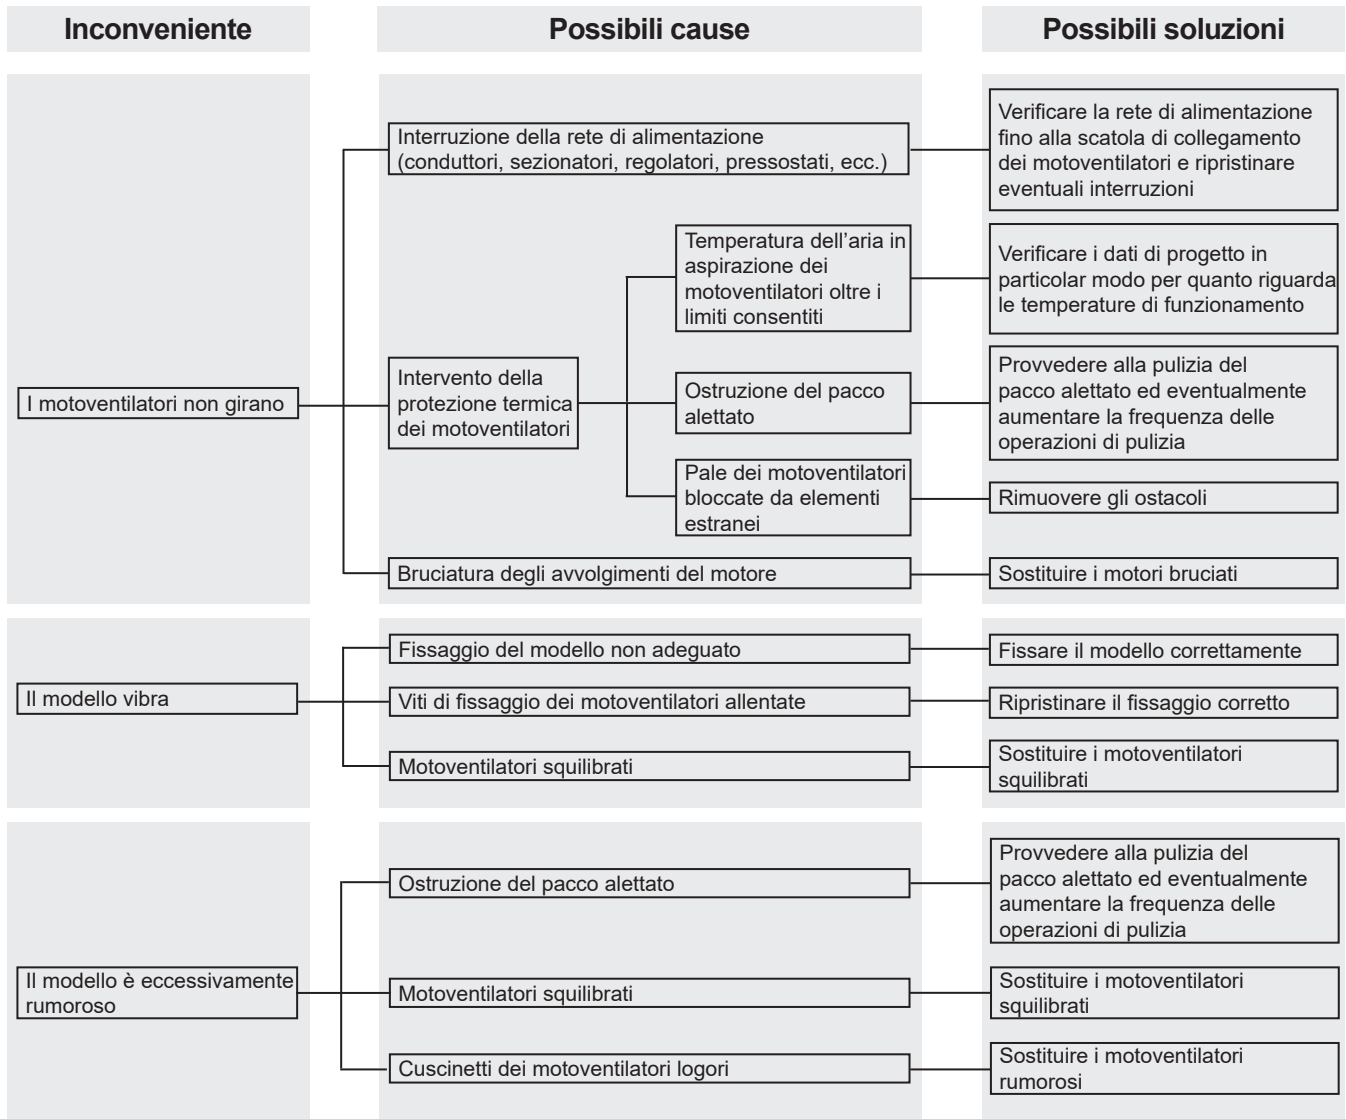 Inconveniente
Possibili cause
Possibili soluzioni
I motoventilatori non girano
Interruzione della rete di alimentazione
(conduttori, sezionatori, regolatori, pressostati, ecc.)
Verificare la rete di alimentazione
fino alla scatola di collegamento
dei motoventilatori e ripristinare
eventuali interruzioni
Intervento della
protezione termica
dei motoventilatori
Temperatura dell’aria in
aspirazione dei
motoventilatori oltre i
limiti consentiti
Verificare i dati di progetto in
particolar modo per quanto riguarda
le temperature di funzionamento
Ostruzione del pacco
alettato
Provvedere alla pulizia del
pacco alettato ed eventualmente
aumentare la frequenza delle
operazioni di pulizia
Pale dei motoventilatori
bloccate da elementi
estranei
Rimuovere gli ostacoli
Bruciatura degli avvolgimenti del motore
Sostituire i motori bruciati
Il modello vibra
Fissaggio del modello non adeguato
Fissare il modello correttamente
Viti di fissaggio dei motoventilatori allentate
Ripristinare il fissaggio corretto
Motoventilatori squilibrati
Sostituire i motoventilatori
squilibrati
Il modello è eccessivamente
rumoroso
Ostruzione del pacco alettato
Provvedere alla pulizia del
pacco alettato ed eventualmente
aumentare la frequenza delle
operazioni di pulizia
Motoventilatori squilibrati
Sostituire i motoventilatori
squilibrati
Cuscinetti dei motoventilatori logori
Sostituire i motoventilatori
rumorosi